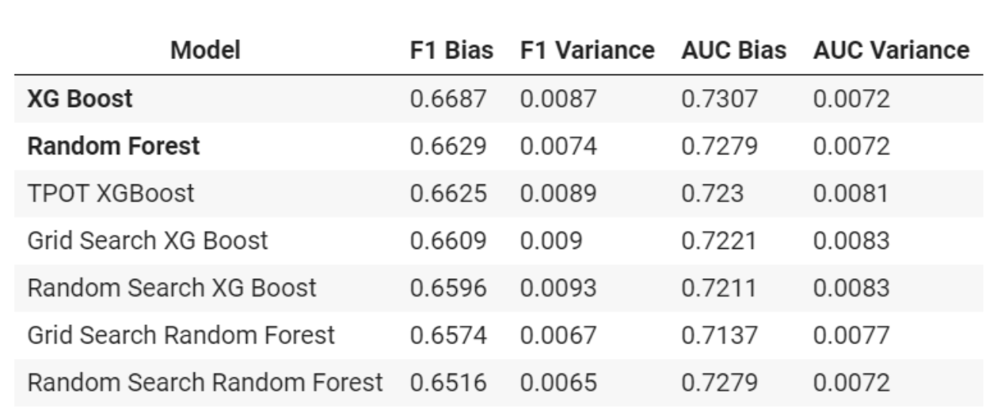 Model F1 Bias F1 Variance AUC Bias AUC Variance
XG Boost 0.6687 0.0087 0.7307 0.0072
Random Forest 0.6629 0.0074 0.7279 0.0072
TPOT XGBoost 0.6625 0.0089 0.723 0.0081
Grid Search XG Boost 0.6609 0.009 0.7221 0.0083
Random Search XG Boost 0.6596 0.0093 0.7211 0.0083
Grid Search Random Forest 0.6574 0.0067 0.7137 0.0077
Random Search Random Forest 0.6516 0.0065 0.7279 0.0072